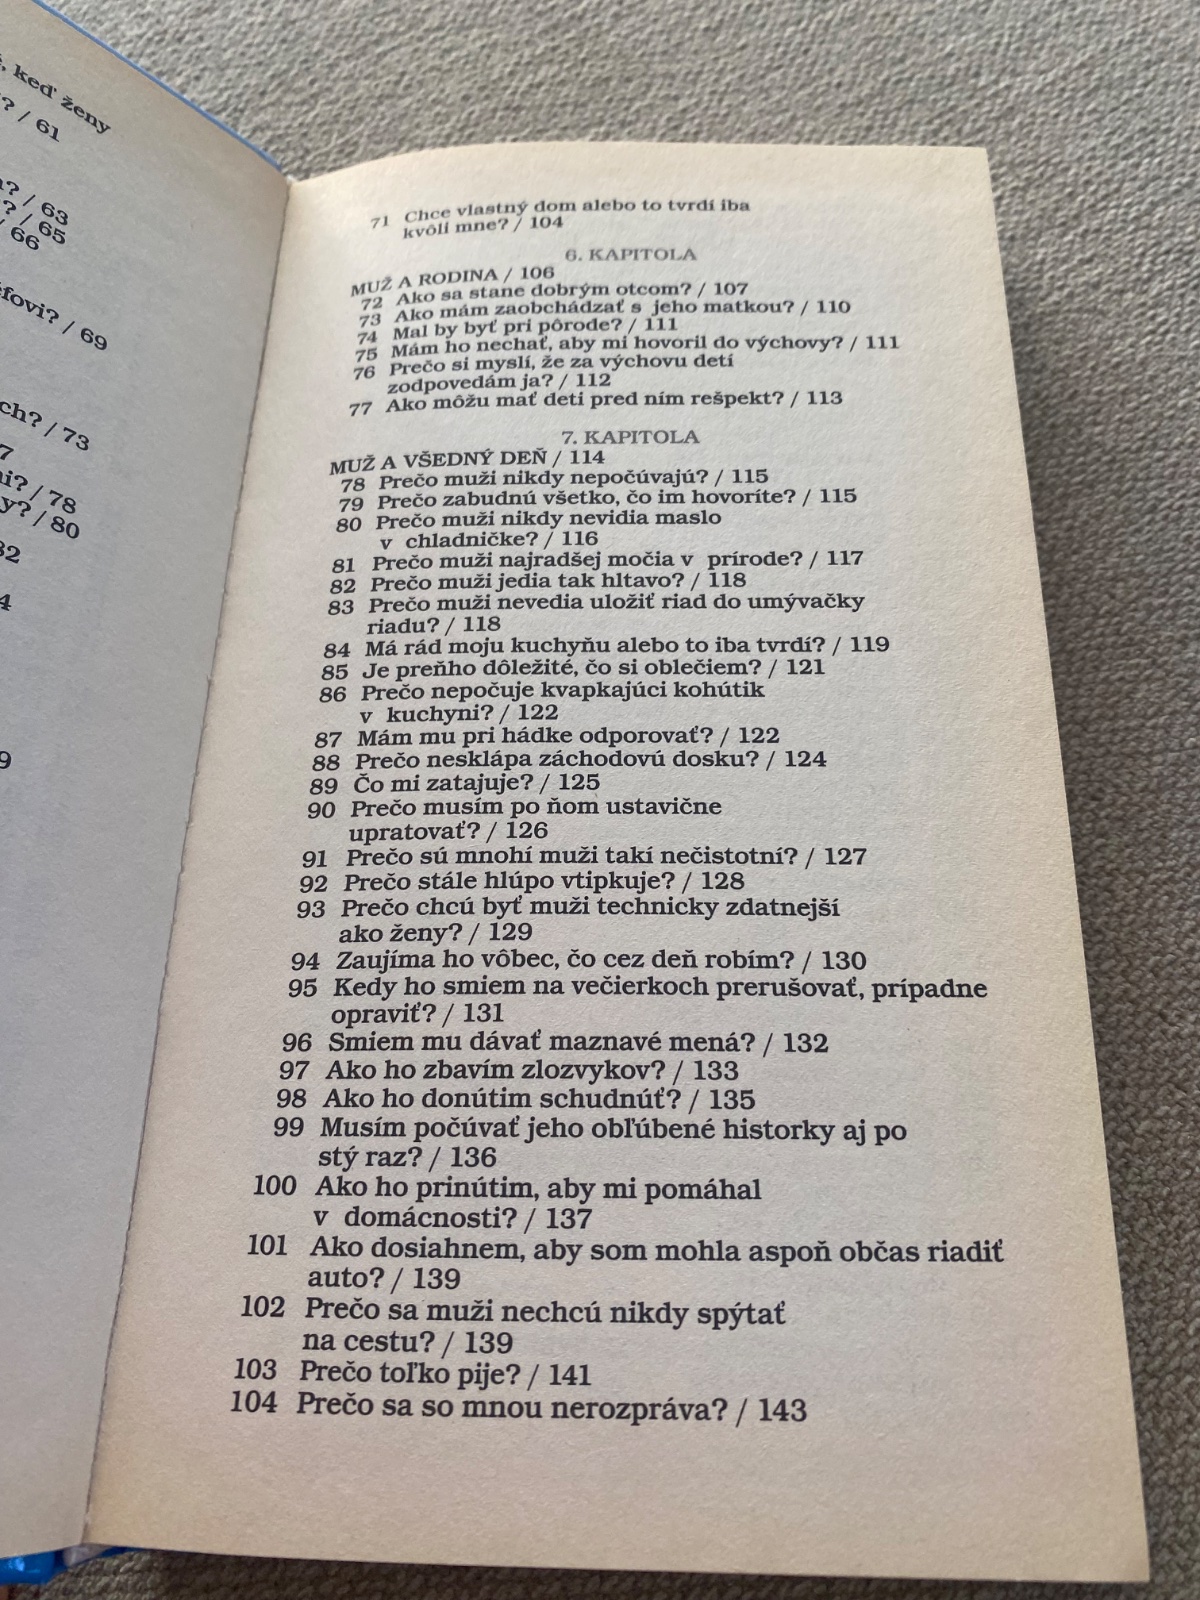 keď ženy
? / 61
? / 63
? / 65
/ 66
? / 69
ch? / 73
7
i? / 78
y? / 80
32
4
9
71 Chce vlastný dom alebo to tvrdí iba
kvôli mne? / 104
6. KAPITOLA
MUŽ A RODINA / 106
72 Ako sa stane dobrým otcom? / 107
73 Ako mám zaobchádzať s jeho matkou? / 110
74 Mal by byť pri pôrode? / 111
75 Mám ho nechať, aby mi hovoril do výchovy? / 111
76 Prečo si myslí, že za výchovu detí
zodpovedám ja? / 112
77 Ako môžu mať deti pred ním rešpekt? / 113
7. KAPITOLA
MUŽ A VŠEDNÝ DEŇ / 114
78 Prečo muži nikdy nepočúvajú? / 115
79 Prečo zabudnú všetko, čo im hovoríte? / 115
80 Prečo muži nikdy nevidia maslo
v chladničke? / 116
81 Prečo muži najradšej močia v prírode? / 117
82 Prečo muži jedia tak hltavo? / 118
83 Prečo muži nevedia uložiť riad do umývačky
riadu? / 118
84 Má rád moju kuchyňu alebo to iba tvrdí? / 119
85 Je preňho dôležité, čo si oblečiem? / 121
86 Prečo nepočuje kvapkajúci kohútik
v kuchyni? / 122
87 Mám mu pri hádke odporovať? / 122
88 Prečo nesklápa záchodovú dosku? / 124
89 Čo mi zatajuje? / 125
90 Prečo musím po ňom ustavične
upratovať? / 126
91 Prečo sú mnohí muži takí nečistotní? / 127
92 Prečo stále hlúpo vtipkuje? / 128
93 Prečo chcú byť muži technicky zdatnejší
ako ženy? / 129
94 Zaujíma ho vôbec, čo cez deň robím? / 130
95 Kedy ho smiem na večierkoch prerušovať, prípadne
opraviť? / 131
96 Smiem mu dávať maznavé mená? / 132
97 Ako ho zbavím zlozvykov? / 133
98 Ako ho donútim schudnúť? / 135
99 Musím počúvať jeho obľúbené historky aj po
stý raz? / 136
100 Ako ho prinútim, aby mi pomáhal
v domácnosti? / 137
101 Ako dosiahnem, aby som mohla aspoň občas riadiť
auto? / 139
102 Prečo sa muži nechcú nikdy spýtať
na cestu? / 139
103 Prečo toľko pije? / 141
104 Prečo sa so mnou nerozpráva? / 143